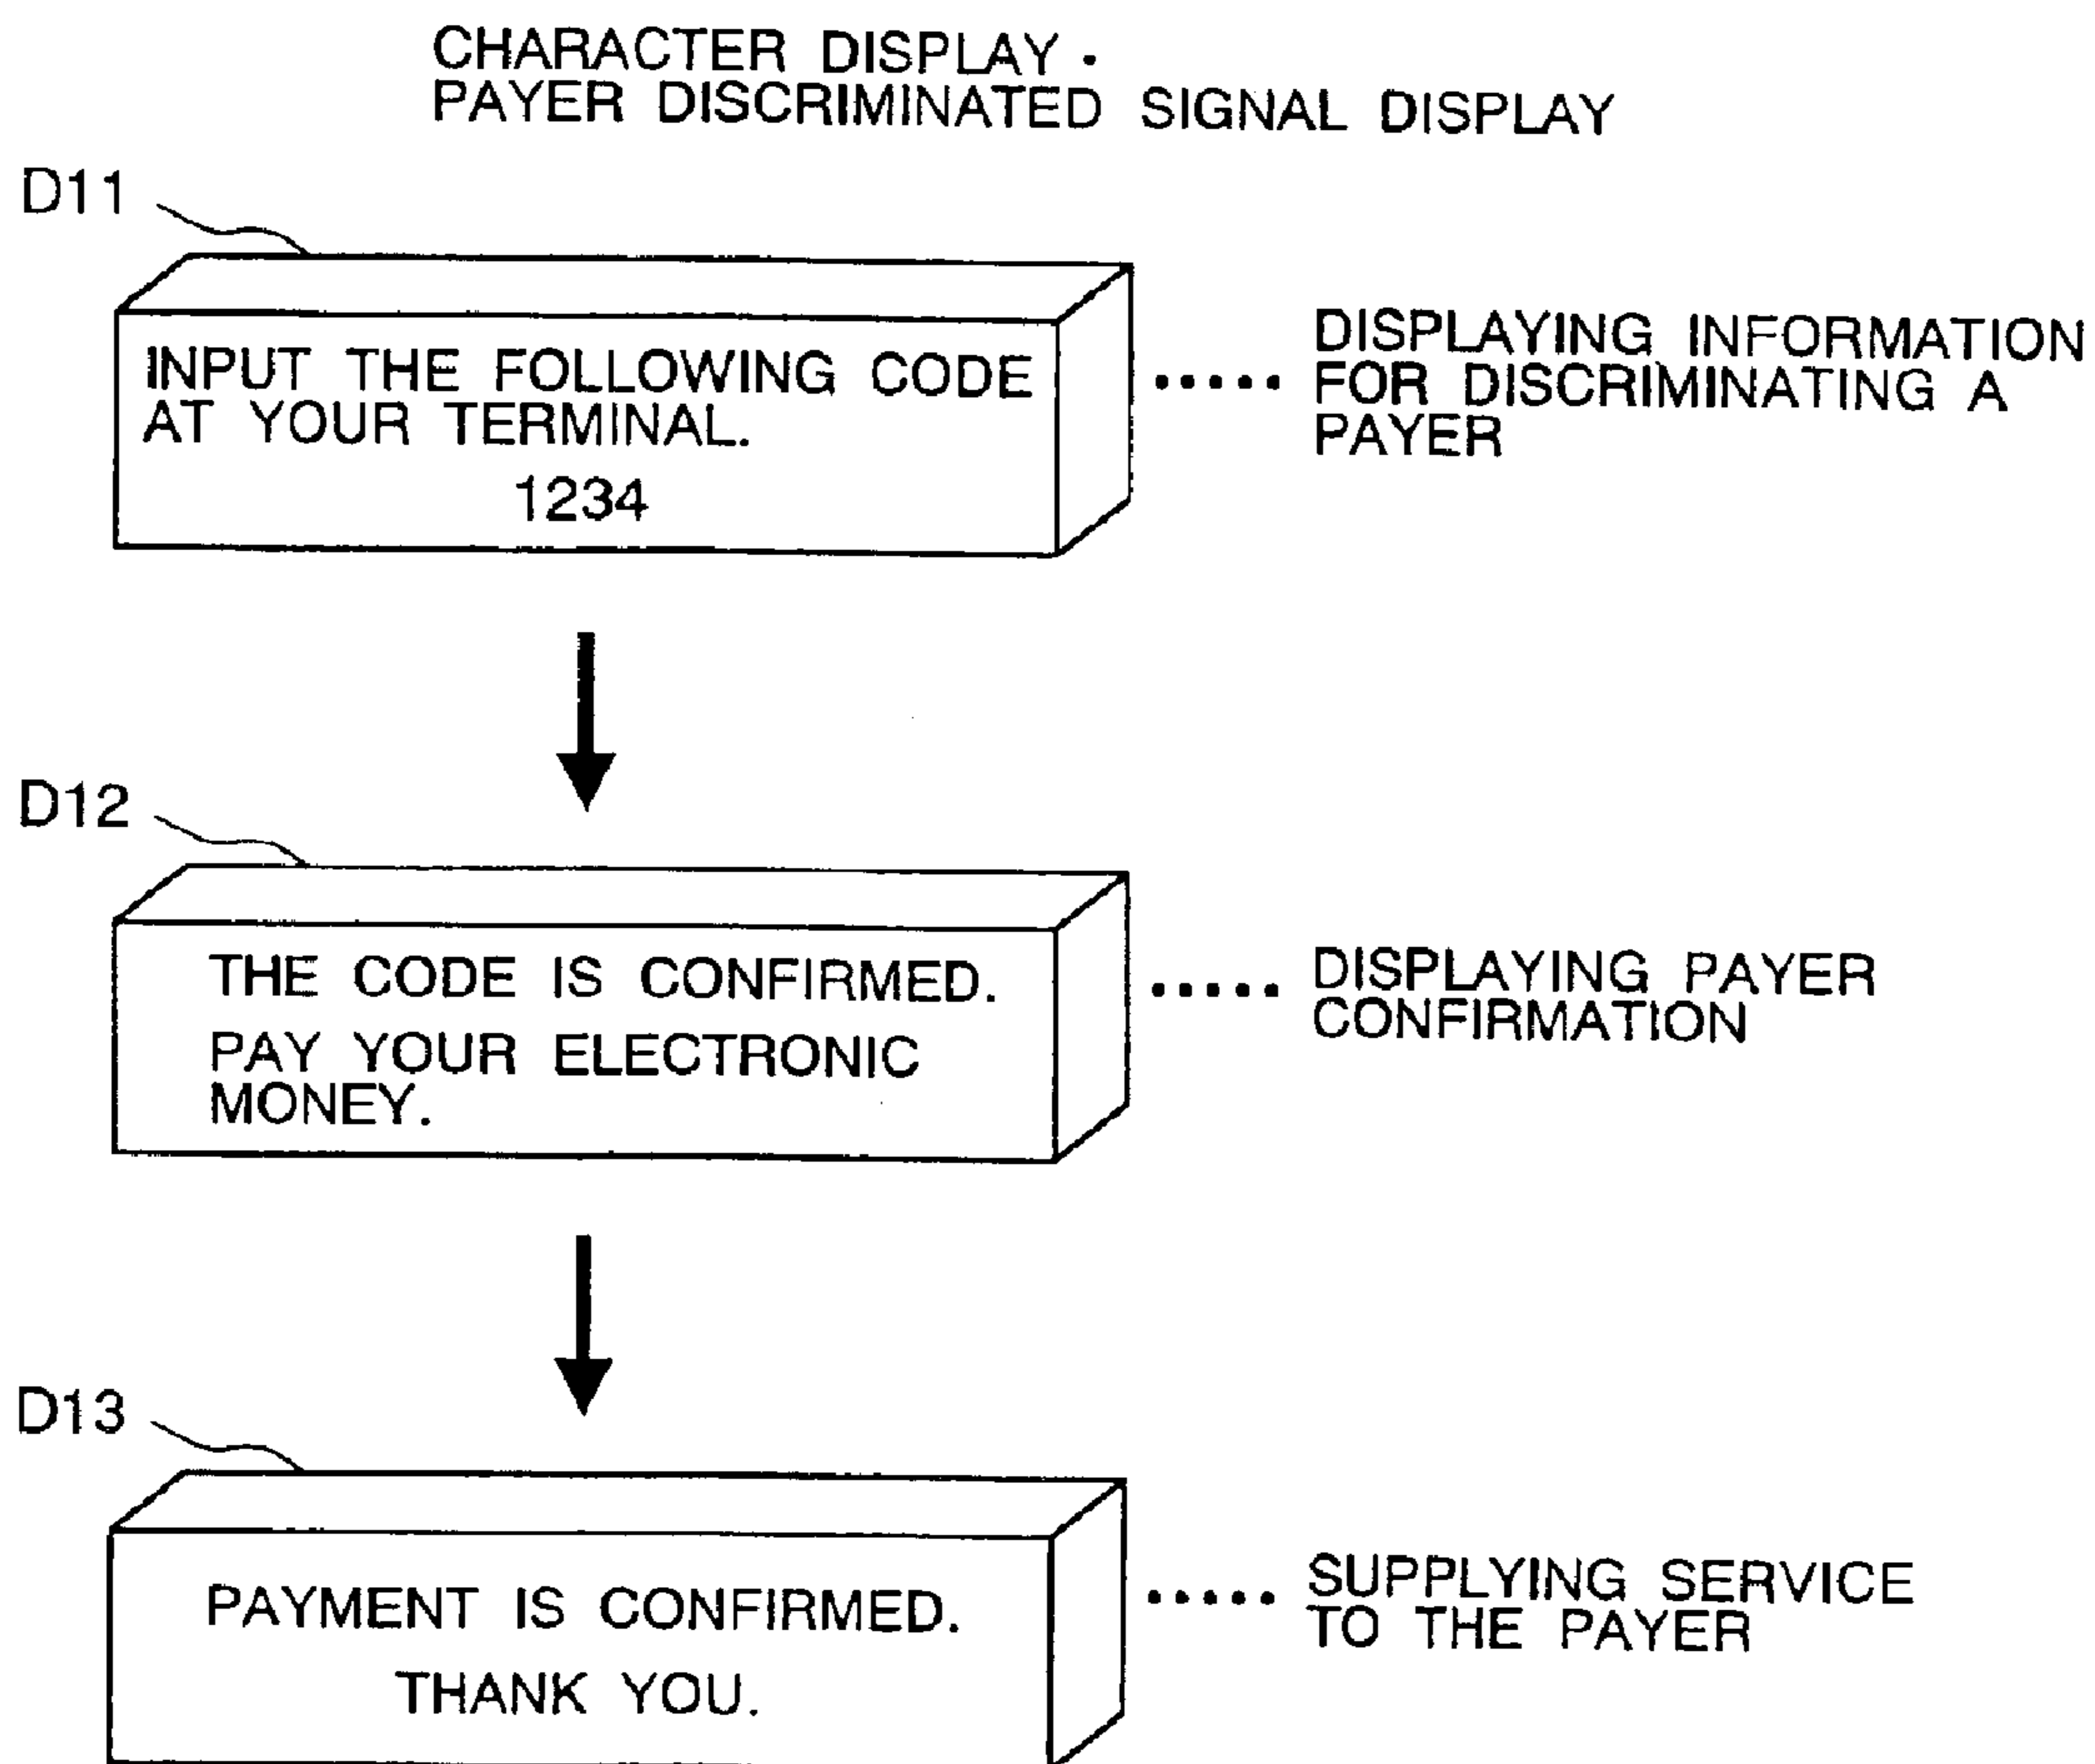 CHARACTER DISPLAY ·
PAYER DISCRIMINATED SIGNAL DISPLAY
D11
INPUT THE FOLLOWING CODE
AT YOUR TERMINAL.
1234
DISPLAYING INFORMATION
FOR DISCRIMINATING A
PAYER
D12
THE CODE IS CONFIRMED.
PAY YOUR ELECTRONIC
MONEY.
DISPLAYING PAYER
CONFIRMATION
D13
PAYMENT IS CONFIRMED.
THANK YOU.
SUPPLYING SERVICE
TO THE PAYER